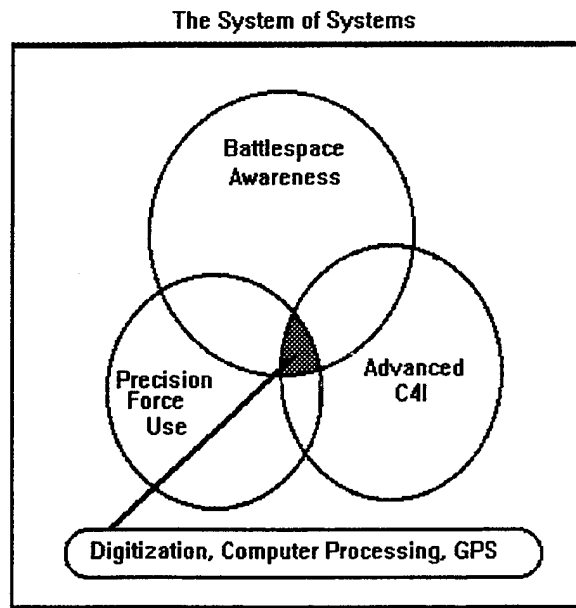 The System of Systems
Battlespace
Awareness
Precision
Force
Use
Advanced
C4I
Digitization, Computer Processing, GPS